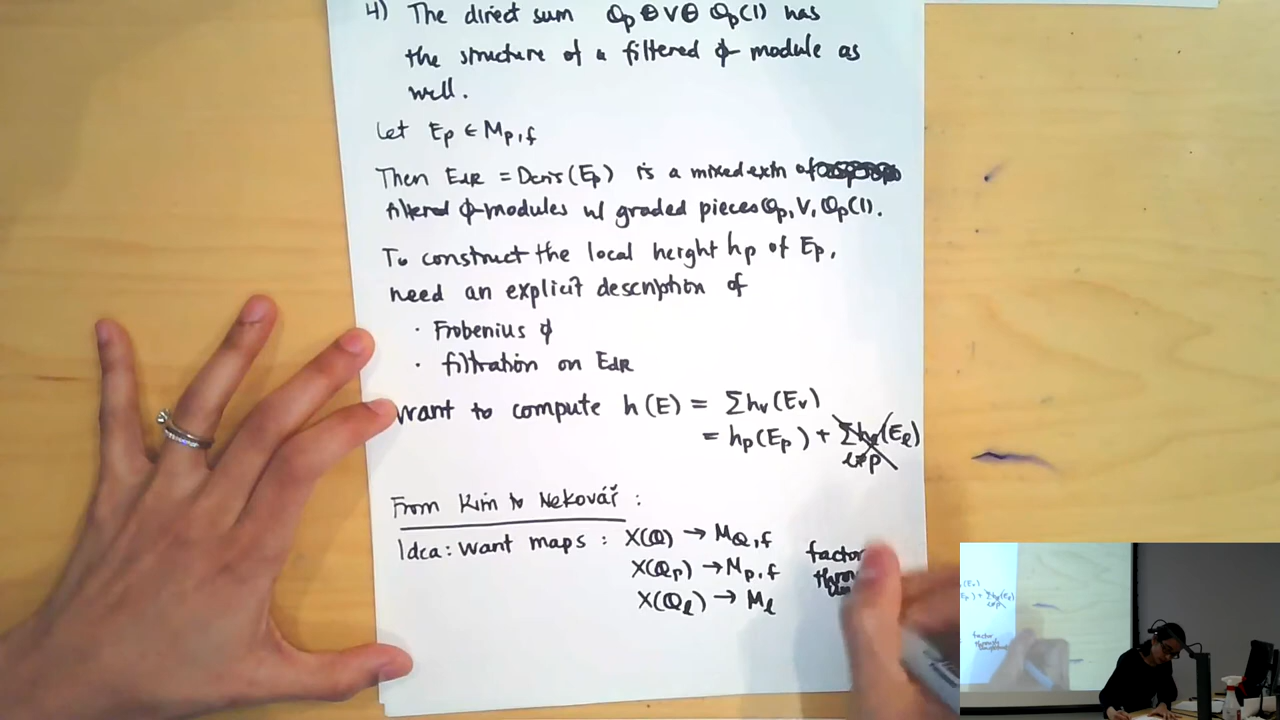 4) The direct sum ℚp ⊕ V ⊕ ℚp(1) has
the structure of a filtered ϕ-module as
well.
Let Ep ∈ Mp,f
Then EdR = Dcris(Ep) is a mixed extn of
filtered ϕ-modules w/ graded pieces ℚp, V, ℚp(1).
To construct the local height hp of Ep,
need an explicit description of
· Frobenius ϕ
· filtration on EdR
Want to compute h(E) = Σhv(Ev)
= hp(Ep) + Σhℓ(Eℓ)
ℓ≠p
From Kim to Nekovář :
Idea: Want maps : X(ℚ) → Mℚ,f
X(ℚp) → Mp,f
X(ℚℓ) → Mℓ
factor